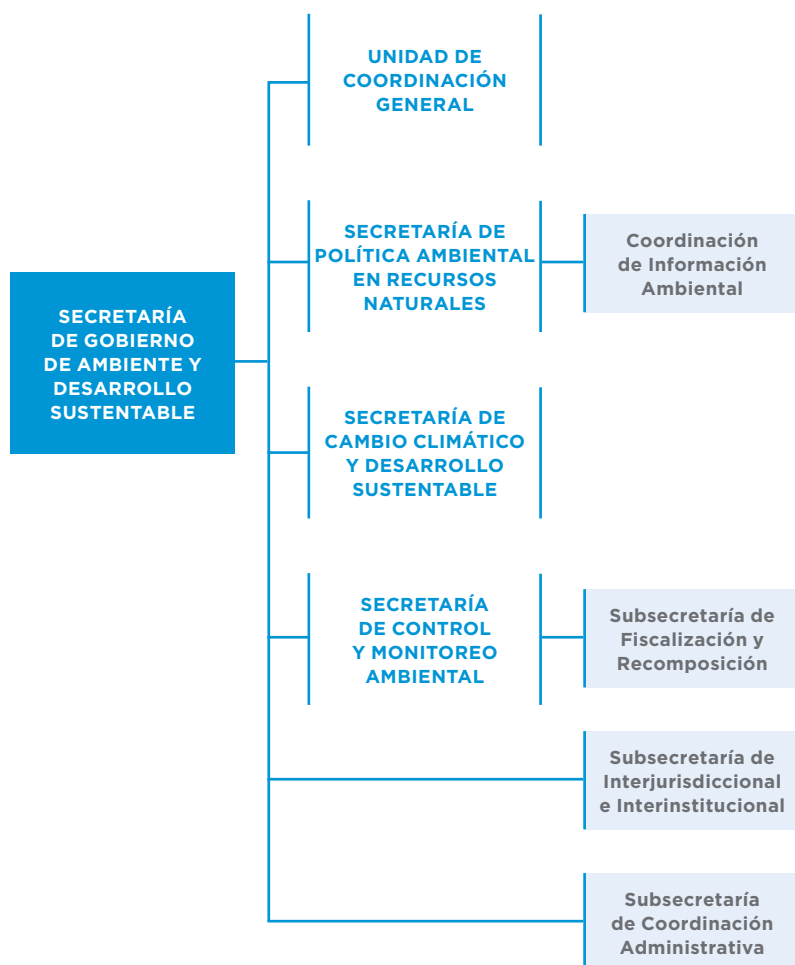 UNIDAD DE
COORDINACIÓN
GENERAL
SECRETARÍA DE
POLÍTICA AMBIENTAL
EN RECURSOS
NATURALES
Coordinación
de Información
Ambiental
SECRETARÍA
DE GOBIERNO
DE AMBIENTE Y
DESARROLLO
SUSTENTABLE
SECRETARÍA DE
CAMBIO CLIMÁTICO
Y DESARROLLO
SUSTENTABLE
SECRETARÍA
DE CONTROL
Y MONITOREO
AMBIENTAL
Subsecretaría de
Fiscalización y
Recomposición
Subsecretaría de
Interjurisdiccional
e Interinstitucional
Subsecretaría
de Coordinación
Administrativa